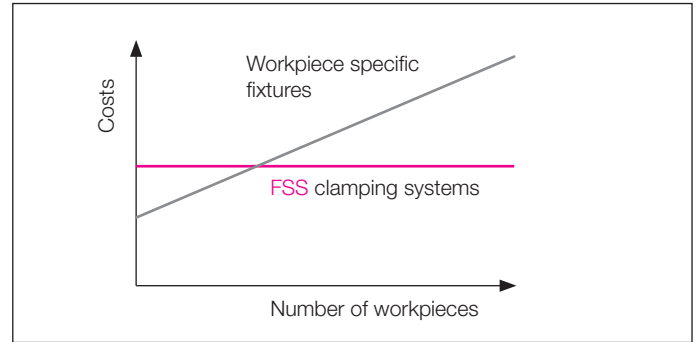 Workpiece specific
fixtures
Costs
FSS clamping systems
Number of workpieces